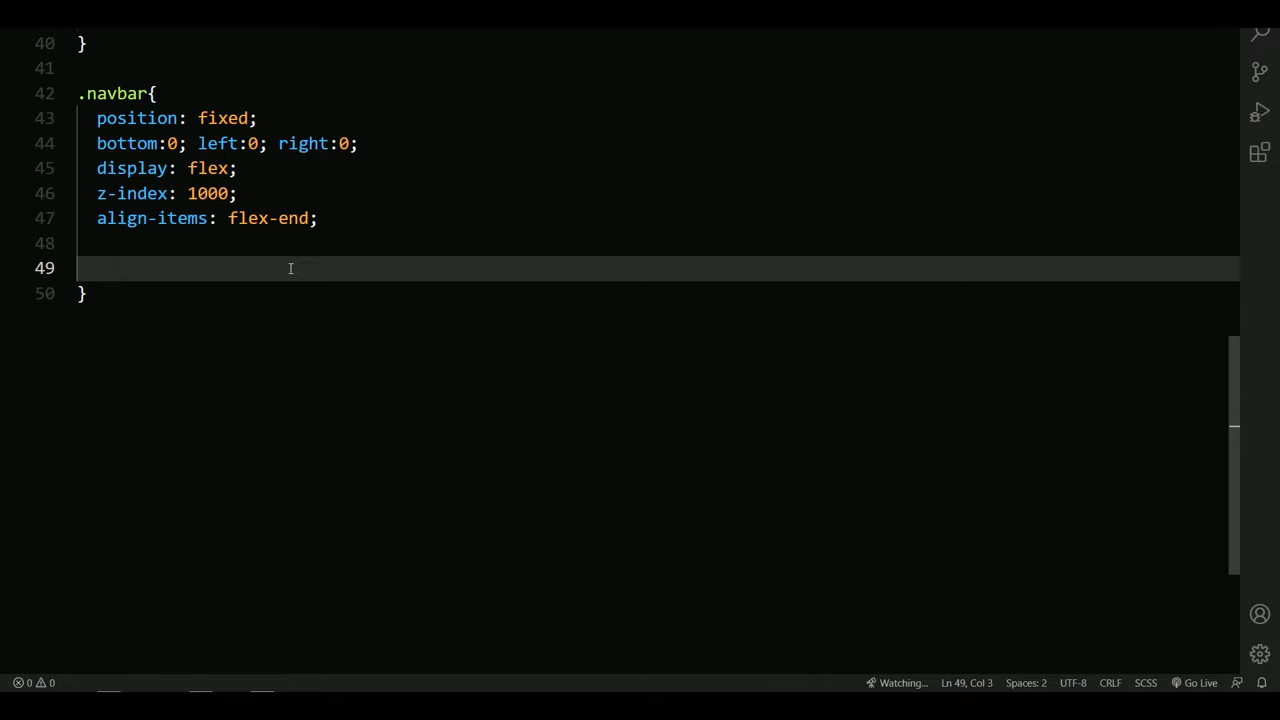 40 }
41
42 .navbar{
43 position: fixed;
44 bottom:0; left:0; right:0;
45 display: flex;
46 z-index: 1000;
47 align-items: flex-end;
48
49
50 }
0 0 Watching... Ln 49, Col 3 Spaces: 2 UTF-8 CRLF SCSS Go Live